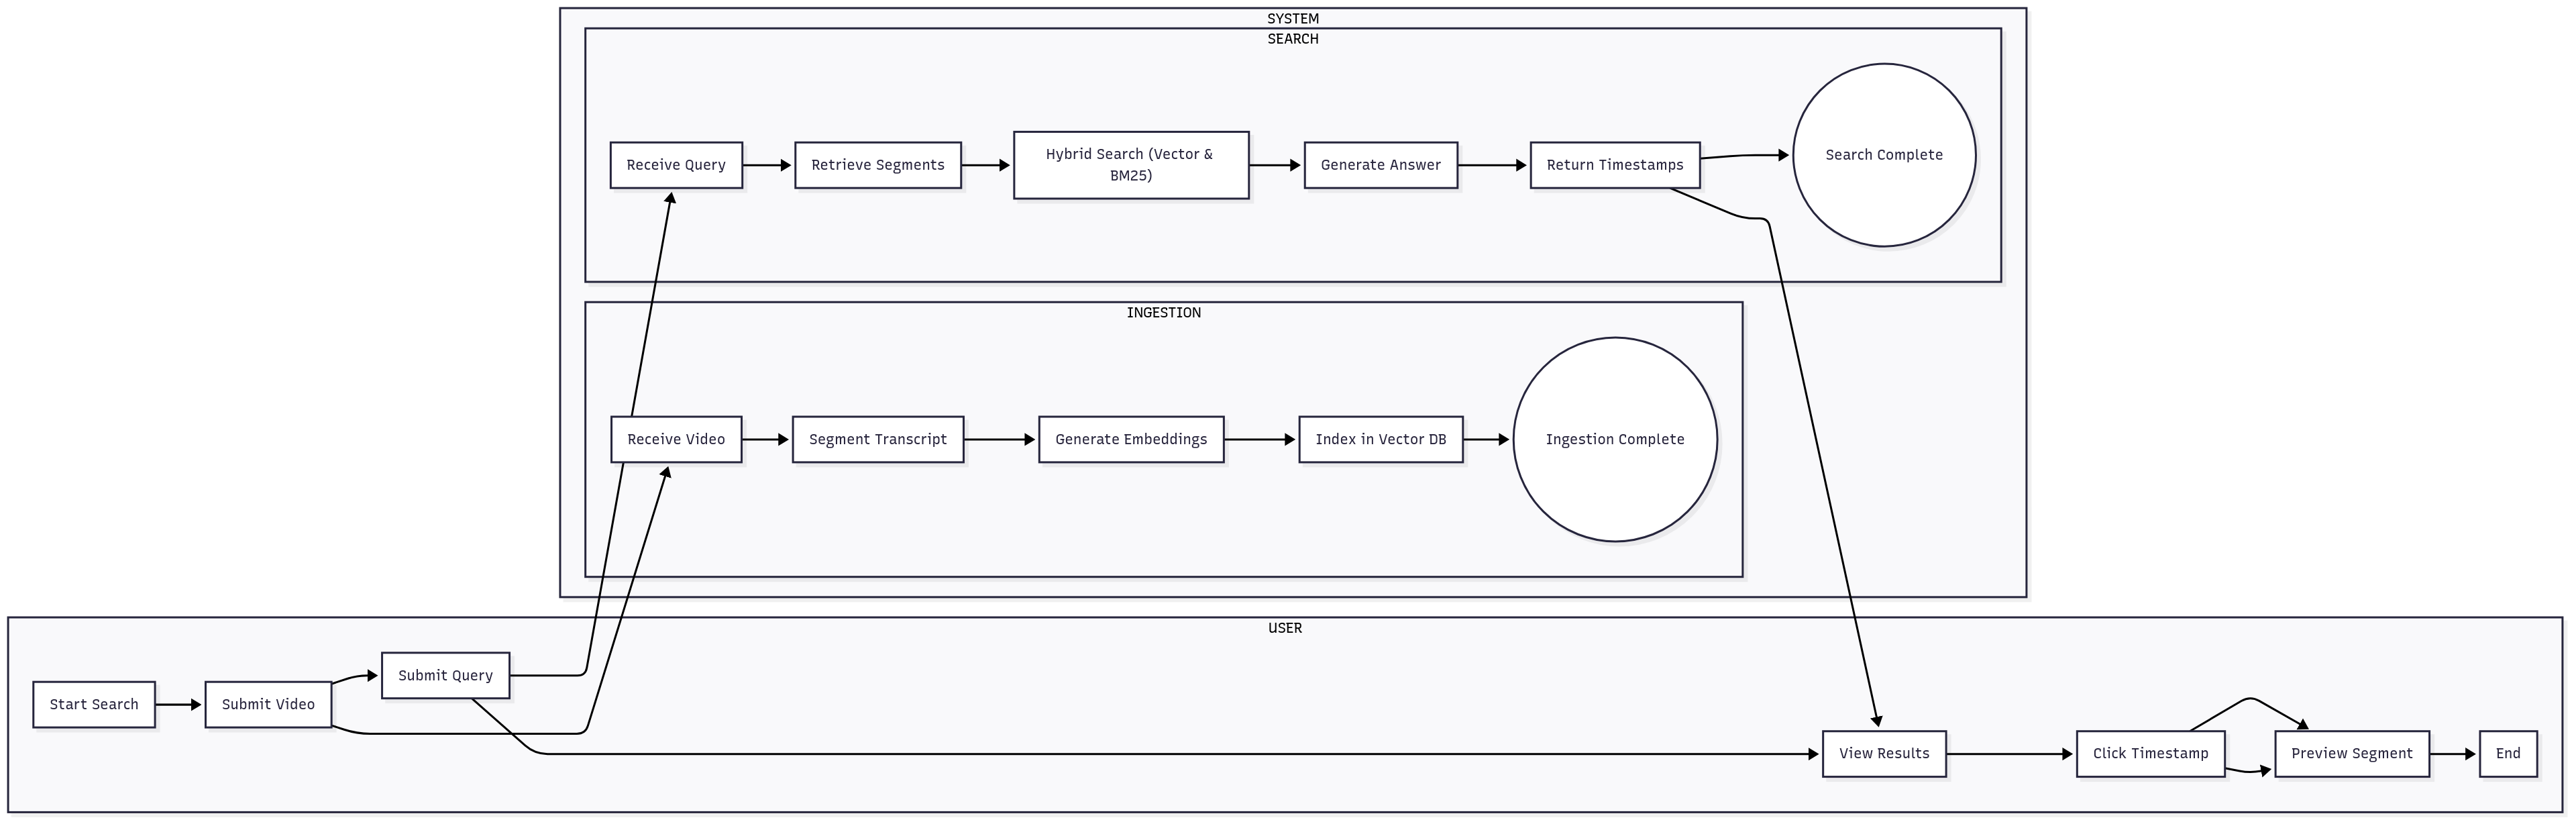 SYSTEM
SEARCH
Receive Query
Retrieve Segments
Hybrid Search (Vector &
BM25)
Generate Answer
Return Timestamps
Search Complete
INGESTION
Receive Video
Segment Transcript
Generate Embeddings
Index in Vector DB
Ingestion Complete
USER
Start Search
Submit Video
Submit Query
View Results
Click Timestamp
Preview Segment
End